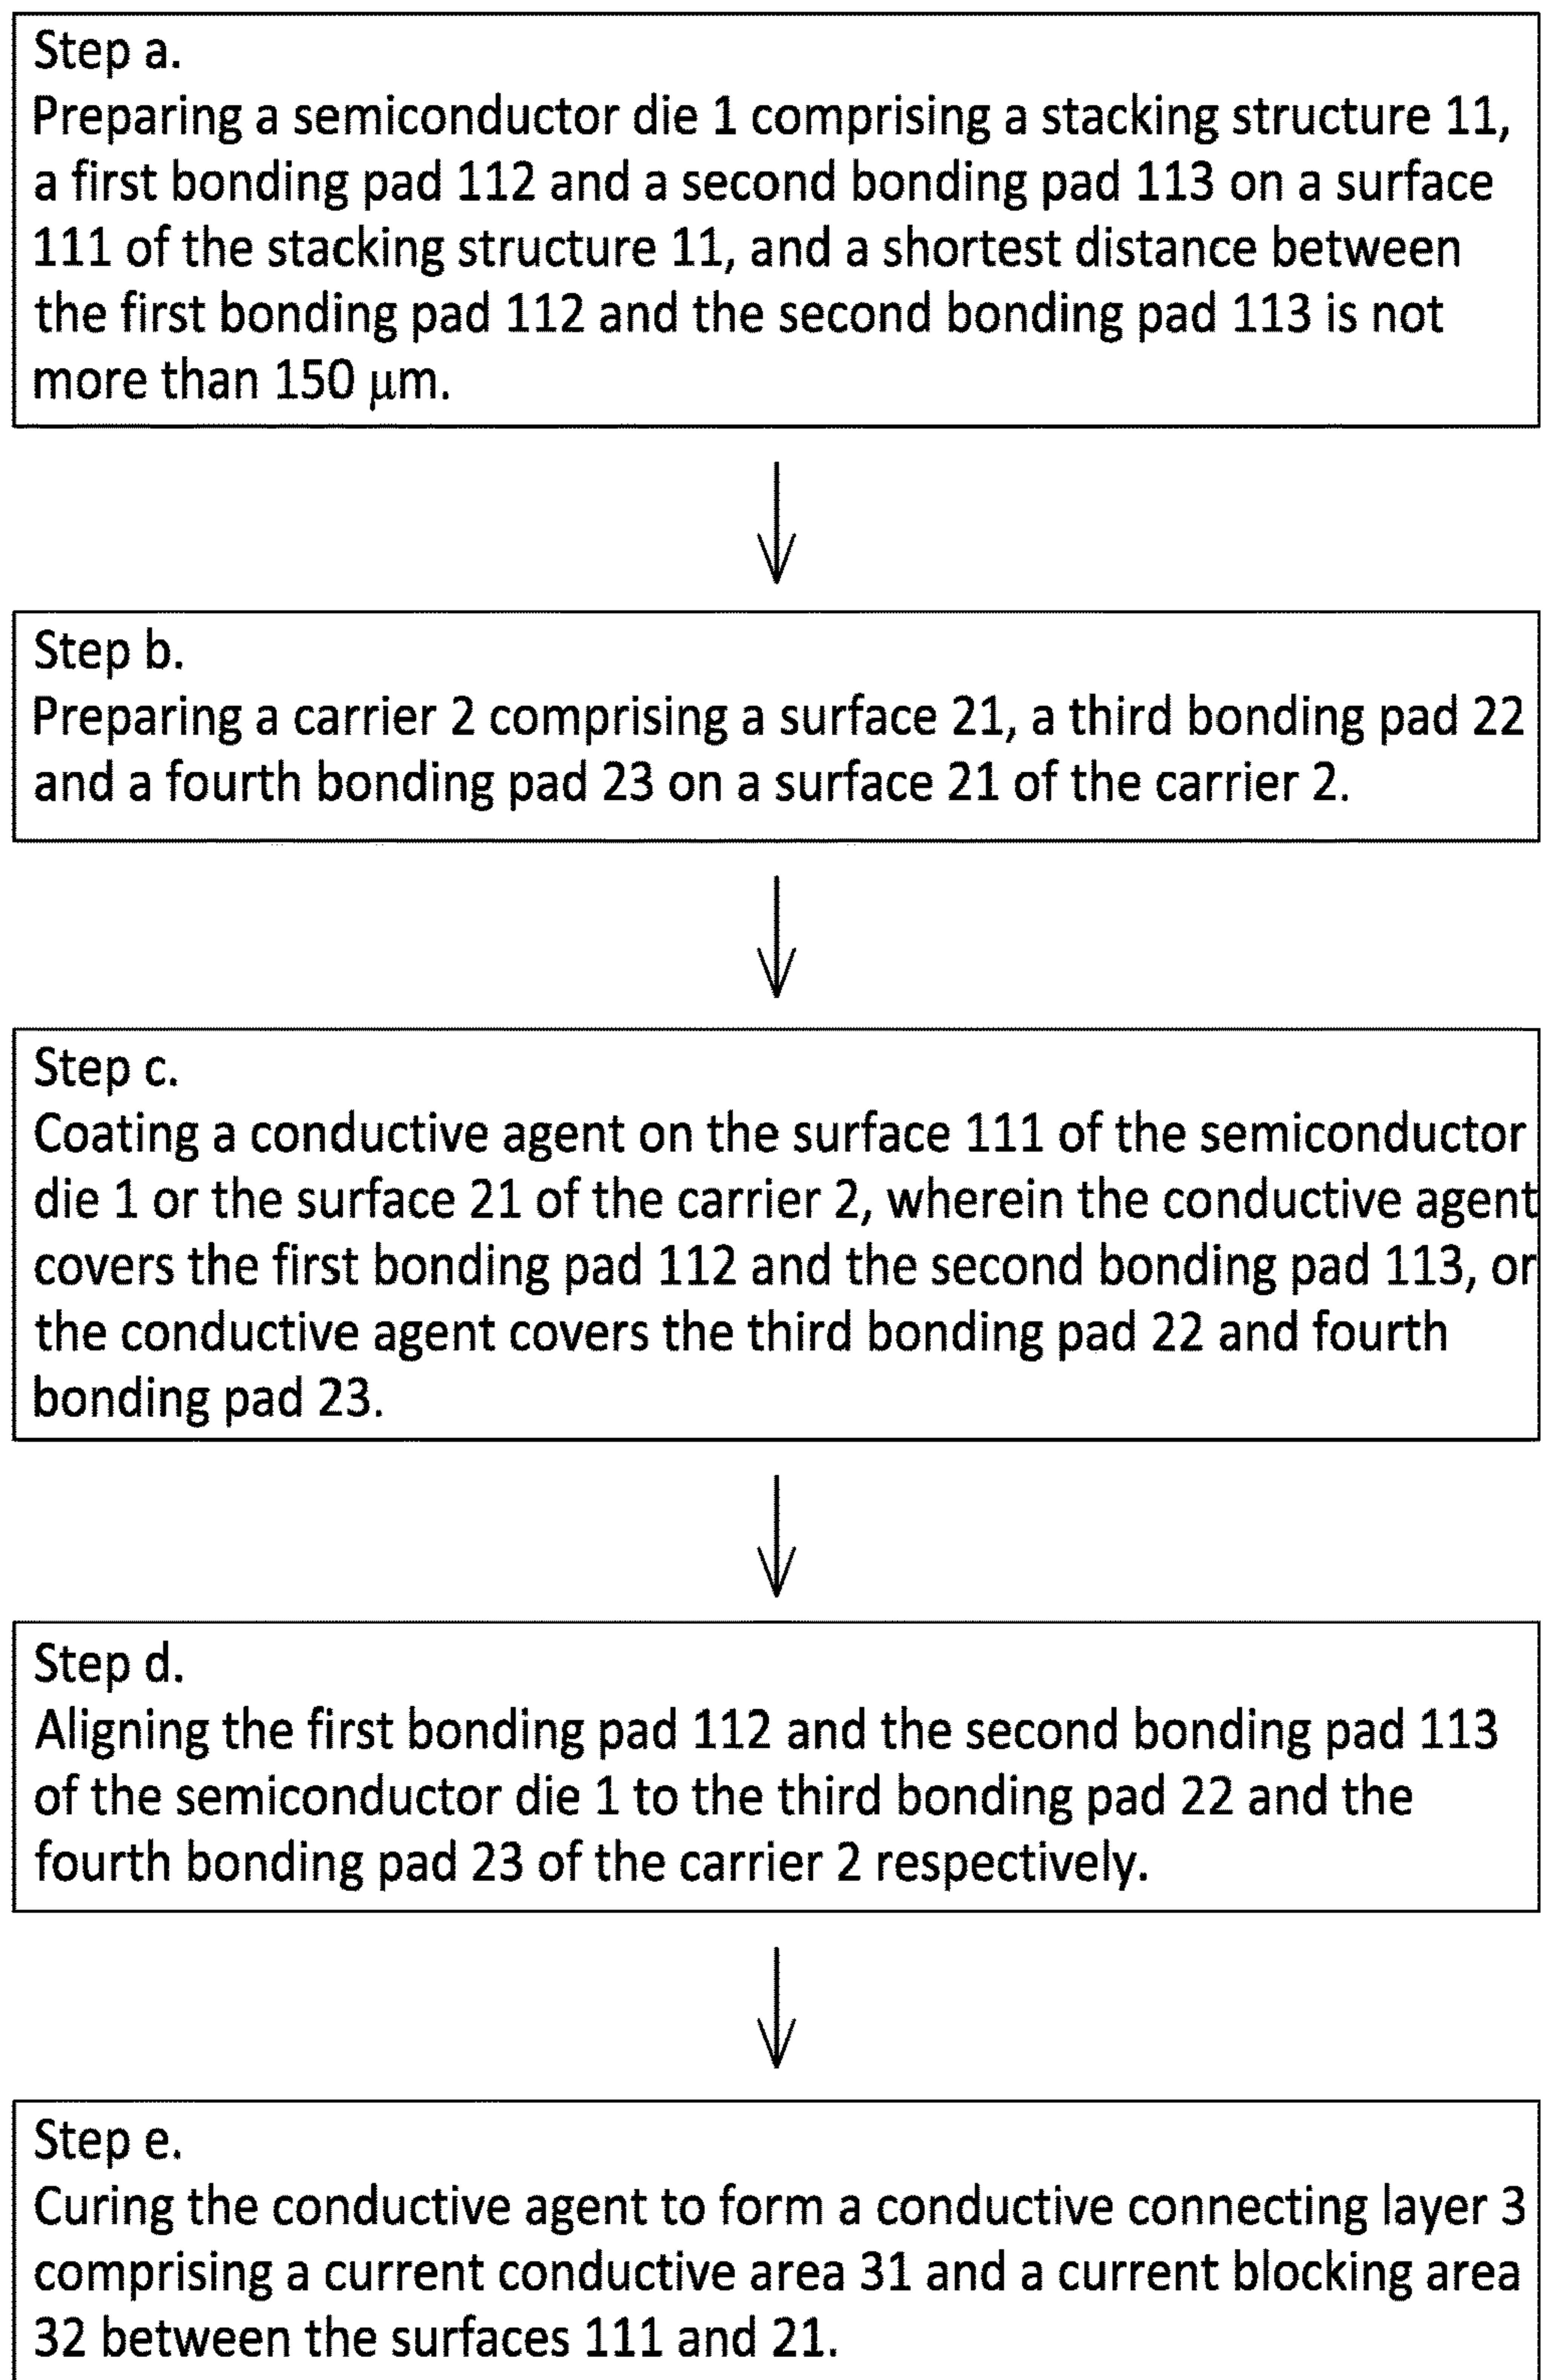 Step a.
Preparing a semiconductor die 1 comprising a stacking structure 11,
a first bonding pad 112 and a second bonding pad 113 on a surface
111 of the stacking structure 11, and a shortest distance between
the first bonding pad 112 and the second bonding pad 113 is not
more than 150 μm.
Step b.
Preparing a carrier 2 comprising a surface 21, a third bonding pad 22
and a fourth bonding pad 23 on a surface 21 of the carrier 2.
Step c.
Coating a conductive agent on the surface 111 of the semiconductor
die 1 or the surface 21 of the carrier 2, wherein the conductive agent
covers the first bonding pad 112 and the second bonding pad 113, or
the conductive agent covers the third bonding pad 22 and fourth
bonding pad 23.
Step d.
Aligning the first bonding pad 112 and the second bonding pad 113
of the semiconductor die 1 to the third bonding pad 22 and the
fourth bonding pad 23 of the carrier 2 respectively.
Step e.
Curing the conductive agent to form a conductive connecting layer 3
comprising a current conductive area 31 and a current blocking area
32 between the surfaces 111 and 21.